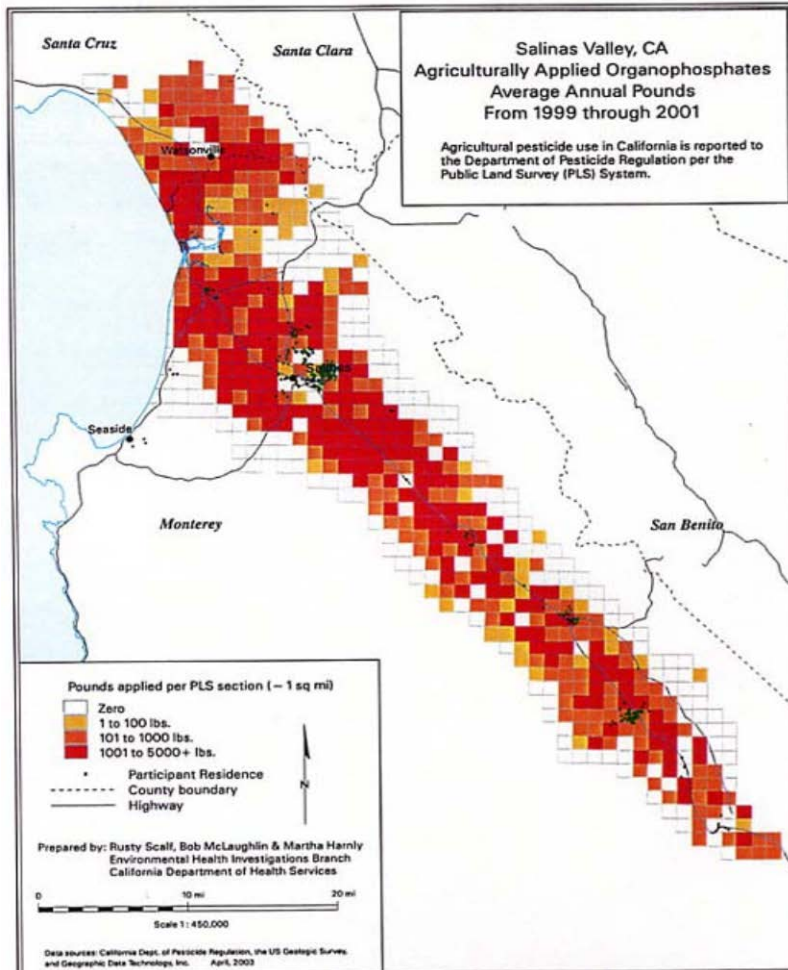 Santa Cruz
Santa Clara
Salinas Valley, CA
Agriculturally Applied Organophosphates
Average Annual Pounds
From 1999 through 2001
Agricultural pesticide use in California is reported to
the Department of Pesticide Regulation per the
Public Land Survey (PLS) System.
Watsonville
Salinas
Seaside
Monterey
San Benito
Pounds applied per PLS section (~ 1 sq mi)
Zero
1 to 100 lbs.
101 to 1000 lbs.
1001 to 5000+ lbs.
Participant Residence
County boundary
Highway
N
Prepared by: Rusty Scalf, Bob McLaughlin & Martha Harnly
Environmental Health Investigations Branch
California Department of Health Services
0 10 mi 20 mi
Scale 1 : 450,000
Data sources: California Dept. of Pesticide Regulation, the US Geologic Survey,
and Geographic Data Technology, Inc. April, 2003